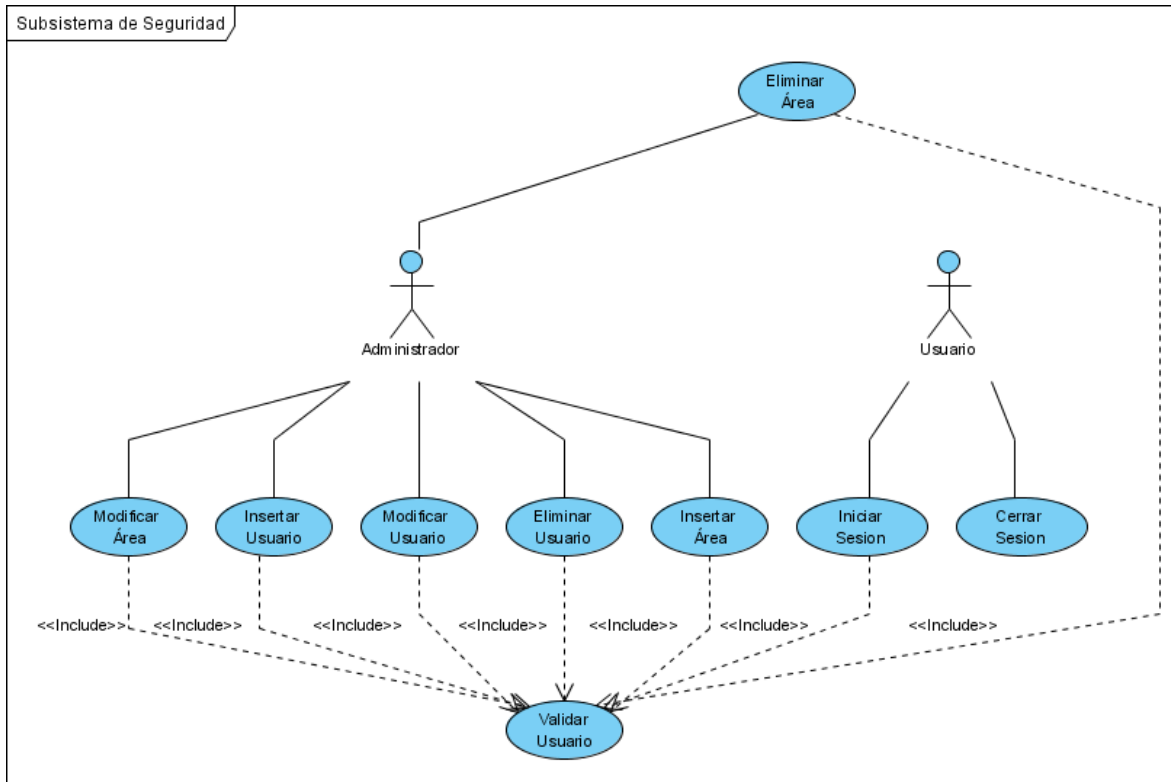 Subsistema de Seguridad
Eliminar
Área
Administrador
Usuario
Modificar
Área
Insertar
Usuario
Modificar
Usuario
Eliminar
Usuario
Insertar
Área
Iniciar
Sesion
Cerrar
Sesion
<<Include>>
<<Include>>
<<Include>>
<<Include>>
<<Include>>
<<Include>>
<<Include>>
Validar
Usuario